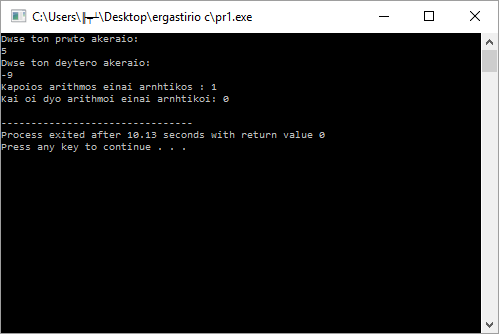 C:\Users\╟┬┴\Desktop\ergastirio c\pr1.exe
Dwse ton prwto akeraio:
5
Dwse ton deytero akeraio:
-9
Kapoios arithmos einai arnhtikos : 1
Kai oi dyo arithmoi einai arnhtikoi: 0
--------------------------------
Process exited after 10.13 seconds with return value 0
Press any key to continue . . .